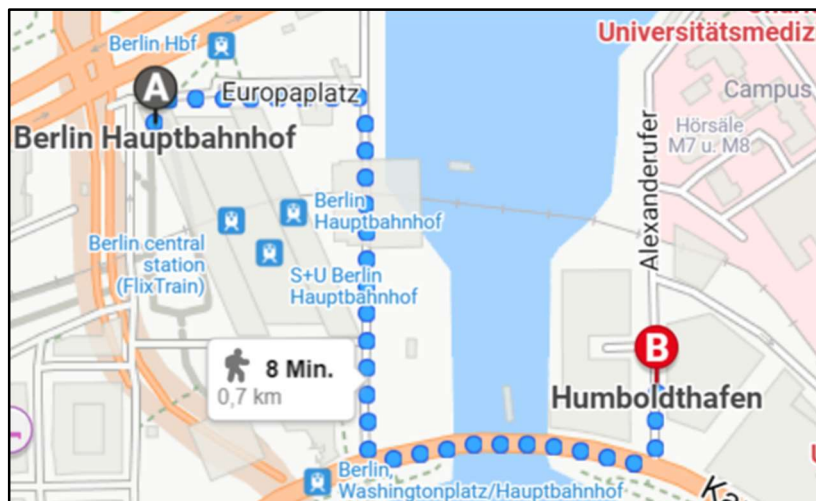 Universitätsmediz
Berlin Hbf
A
Europaplatz
Campus
Berlin Hauptbahnhof
Hörsäle
M7 u. M8
Alexanderufer
Berlin
Hauptbahnhof
Berlin central
station
(FlixTrain)
S+U Berlin
Hauptbahnhof
B
8 Min.
0,7 km
Humboldthafen
Berlin,
Washingtonplatz/Hauptbahnhof
Ka